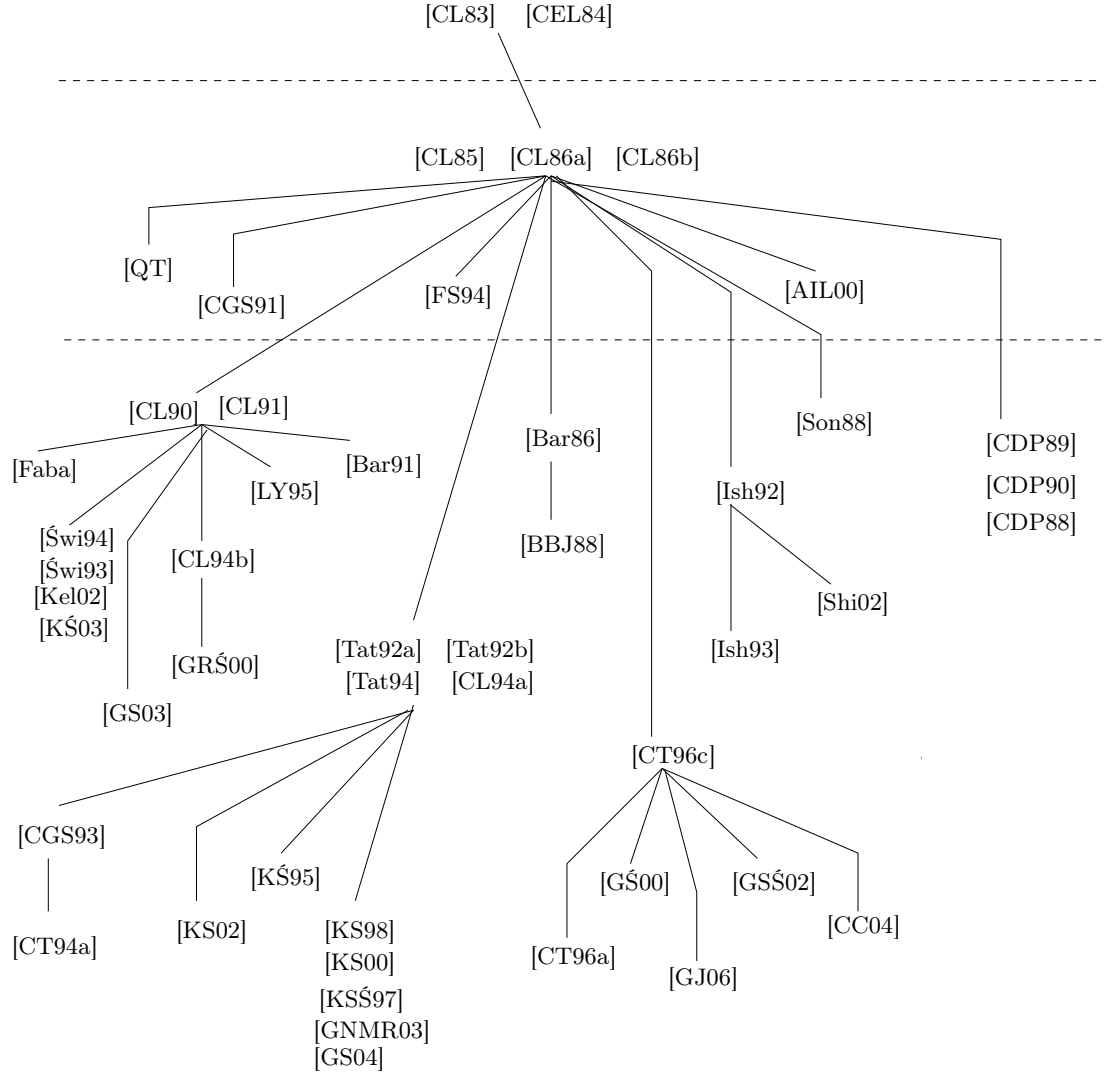 [CL83] [CEL84]
[CL85] [CL86a] [CL86b]
[QT]
[CGS91]
[FS94]
[AIL00]
[CL90] [CL91]
[Faba]
[Bar91]
[LY95]
[Bar86]
[Son88]
[CDP89]
[CDP90]
[CDP88]
[Świ94]
[Świ93]
[Kel02]
[KŚ03]
[CL94b]
[BBJ88]
[Ish92]
[Shi02]
[Ish93]
[GRŚ00]
[GS03]
[Tat92a] [Tat92b]
[Tat94] [CL94a]
[CT96c]
[CGS93]
[CT94a]
[KS02]
[KŚ95]
[KS98]
[KS00]
[KSŚ97]
[GNMR03]
[GS04]
[CT96a]
[GŚ00]
[GJ06]
[GSŚ02]
[CC04]